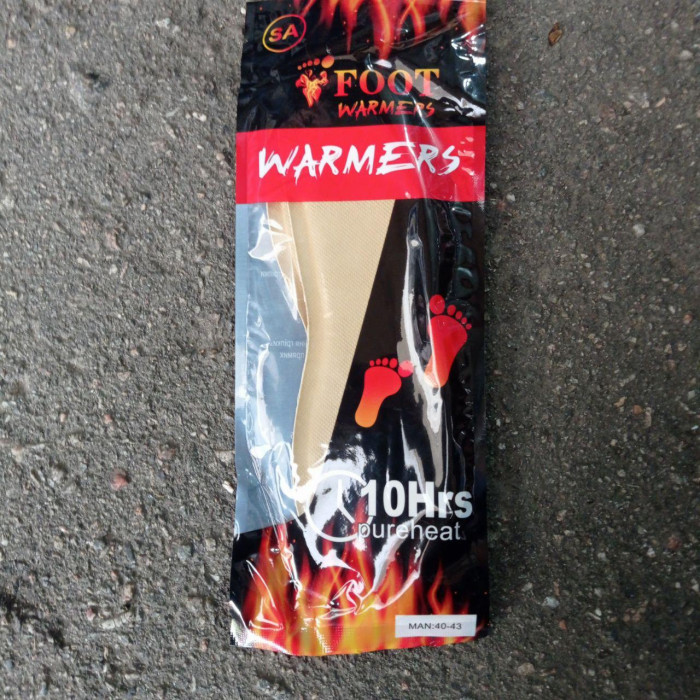 SA
FOOT
WARMERS
WARMERS
10Hrs
pureheat
MAN:40-43